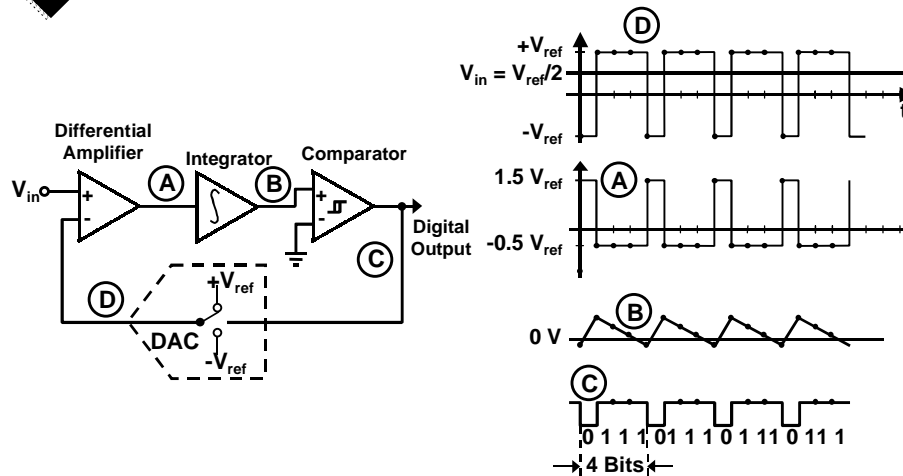 Differential
Amplifier
Integrator
Comparator
Vin
+
-
A
B
+
-
C
Digital
Output
D
+Vref
DAC
-Vref
D
+Vref
Vin = Vref/2
-Vref
t
A
1.5 Vref
-0.5 Vref
B
0 V
C
0 1 1 1 0 1 1 1 0 1 1 1 0 1 1 1
4 Bits